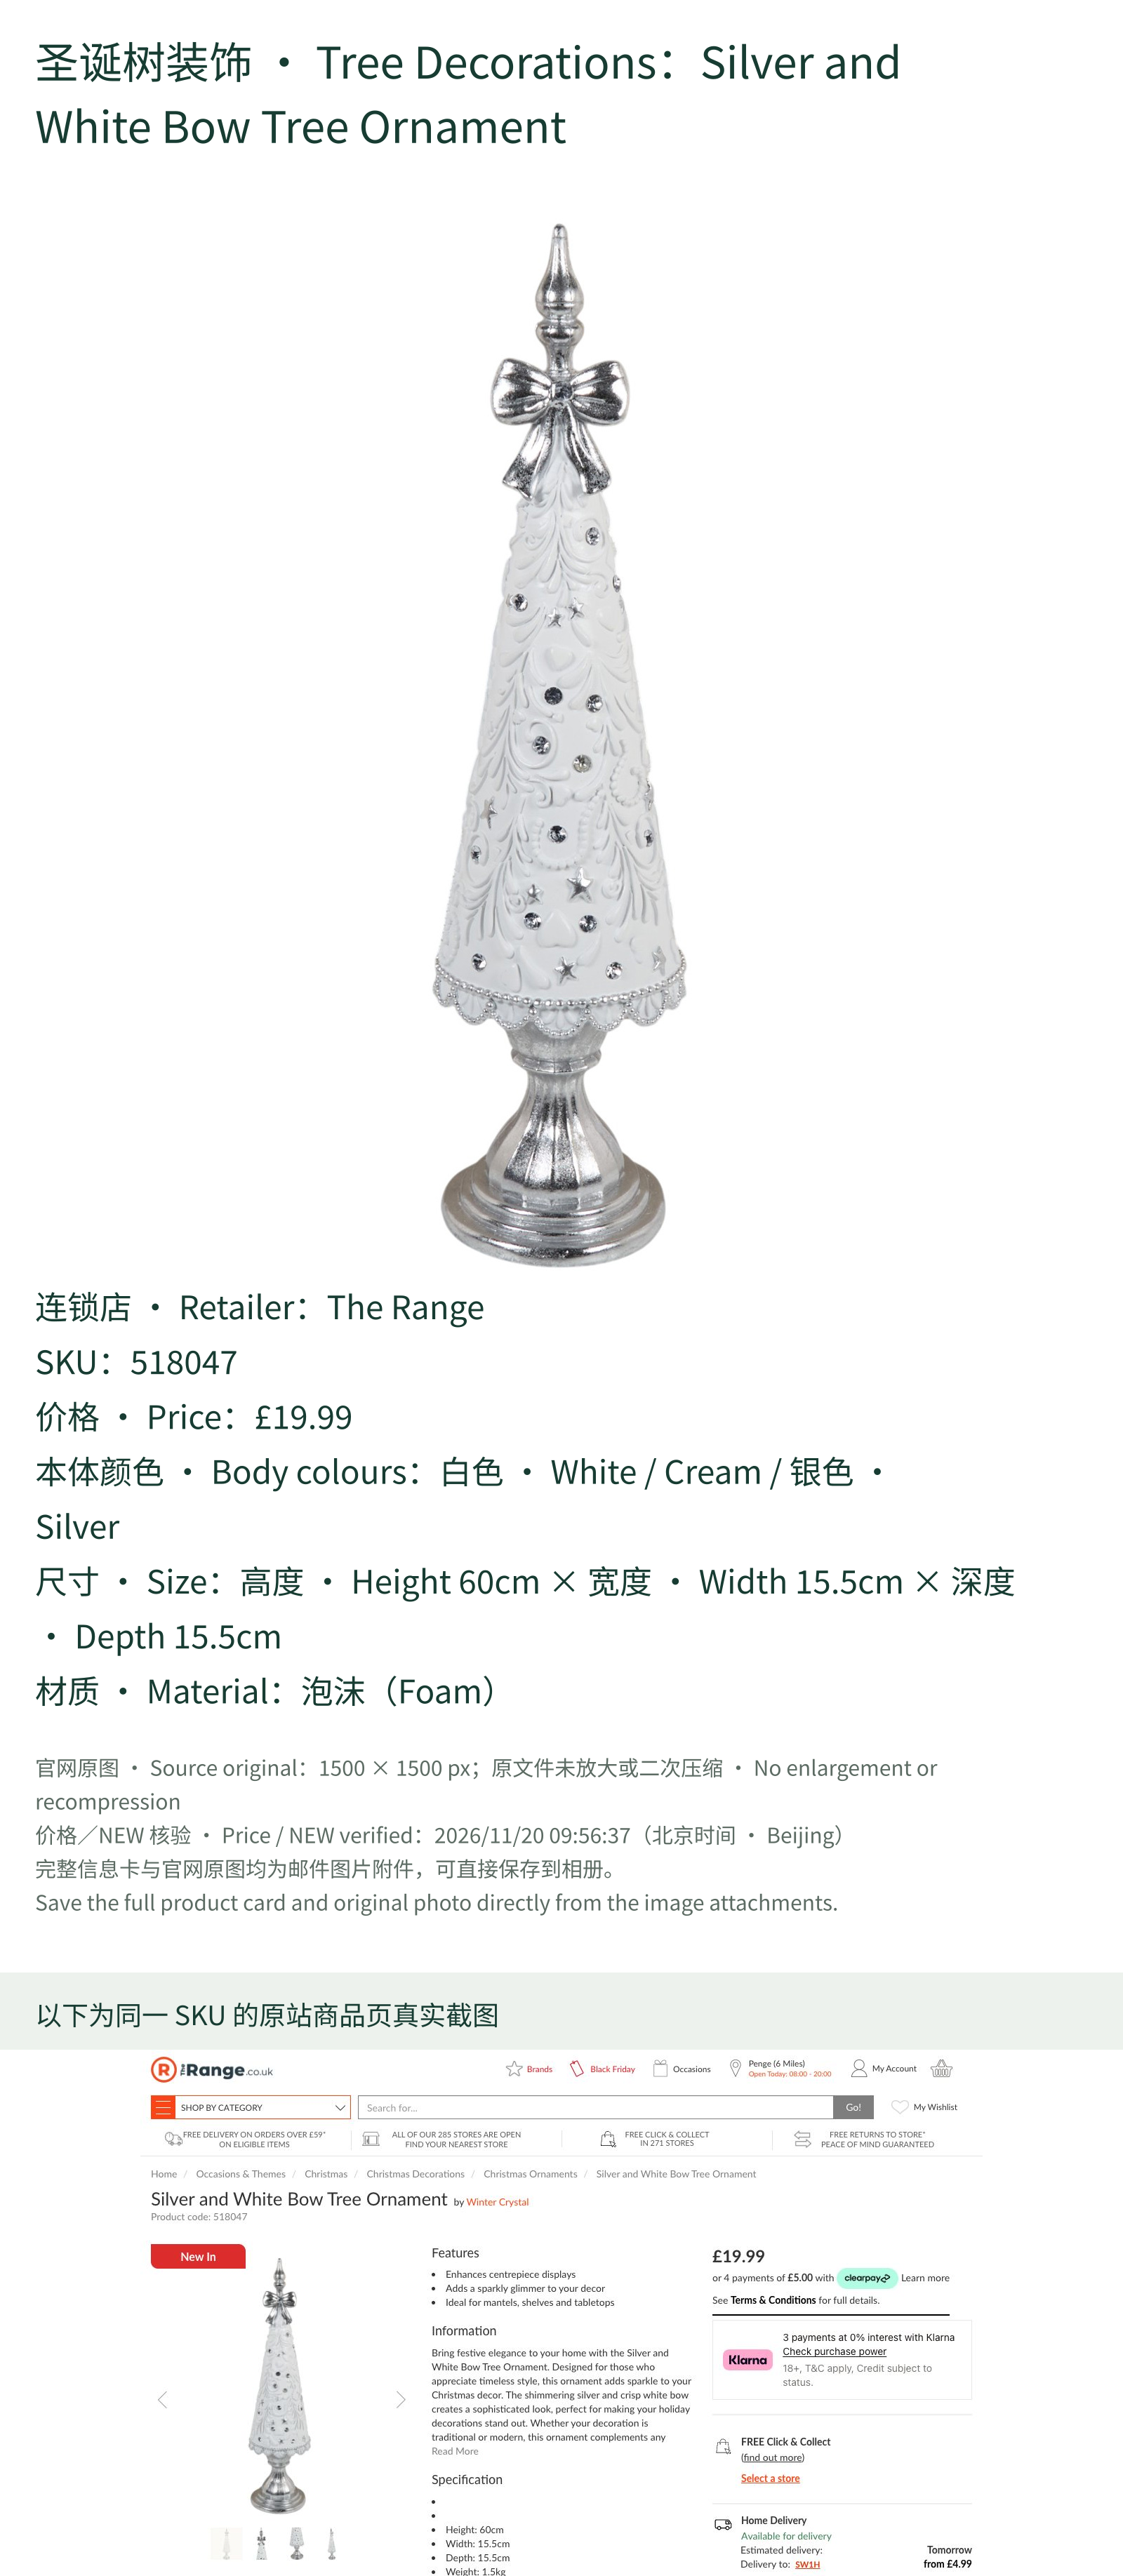 圣诞树装饰 · Tree Decorations：Silver and
White Bow Tree Ornament
连锁店 · Retailer：The Range
SKU：518047
价格 · Price：£19.99
本体颜色 · Body colours：白色 · White / Cream / 银色 ·
Silver
尺寸 · Size：高度 · Height 60cm × 宽度 · Width 15.5cm × 深度
· Depth 15.5cm
材质 · Material：泡沫（Foam）
官网原图 · Source original：1500 × 1500 px；原文件未放大或二次压缩 · No enlargement or
recompression
价格／NEW 核验 · Price / NEW verified：2026/11/20 09:56:37（北京时间 · Beijing）
完整信息卡与官网原图均为邮件图片附件，可直接保存到相册。
Save the full product card and original photo directly from the image attachments.
以下为同一 SKU 的原站商品页真实截图
R THE Range.co.uk
Brands
Black Friday
Occasions
Penge (6 Miles)
Open Today: 08:00 - 20:00
My Account
SHOP BY CATEGORY
Search for...
Go!
My Wishlist
FREE DELIVERY ON ORDERS OVER £59*
ON ELIGIBLE ITEMS
ALL OF OUR 285 STORES ARE OPEN
FIND YOUR NEAREST STORE
FREE CLICK & COLLECT
IN 271 STORES
FREE RETURNS TO STORE*
PEACE OF MIND GUARANTEED
Home / Occasions & Themes / Christmas / Christmas Decorations / Christmas Ornaments / Silver and White Bow Tree Ornament
Silver and White Bow Tree Ornament by Winter Crystal
Product code: 518047
New In
Features
• Enhances centrepiece displays
• Adds a sparkly glimmer to your decor
• Ideal for mantels, shelves and tabletops
Information
Bring festive elegance to your home with the Silver and
White Bow Tree Ornament. Designed for those who
appreciate timeless style, this ornament adds sparkle to your
Christmas decor. The shimmering silver and crisp white bow
creates a sophisticated look, perfect for making your holiday
decorations stand out. Whether your decoration is
traditional or modern, this ornament complements any
Read More
Specification
• Height: 60cm
• Width: 15.5cm
• Depth: 15.5cm
• Weight: 1.5kg
£19.99
or 4 payments of £5.00 with clearpay Learn more
See Terms & Conditions for full details.
Klarna
3 payments at 0% interest with Klarna
Check purchase power
18+, T&C apply, Credit subject to
status.
FREE Click & Collect
(find out more)
Select a store
Home Delivery
Available for delivery
Estimated delivery: Tomorrow
Delivery to: SW1H from £4.99